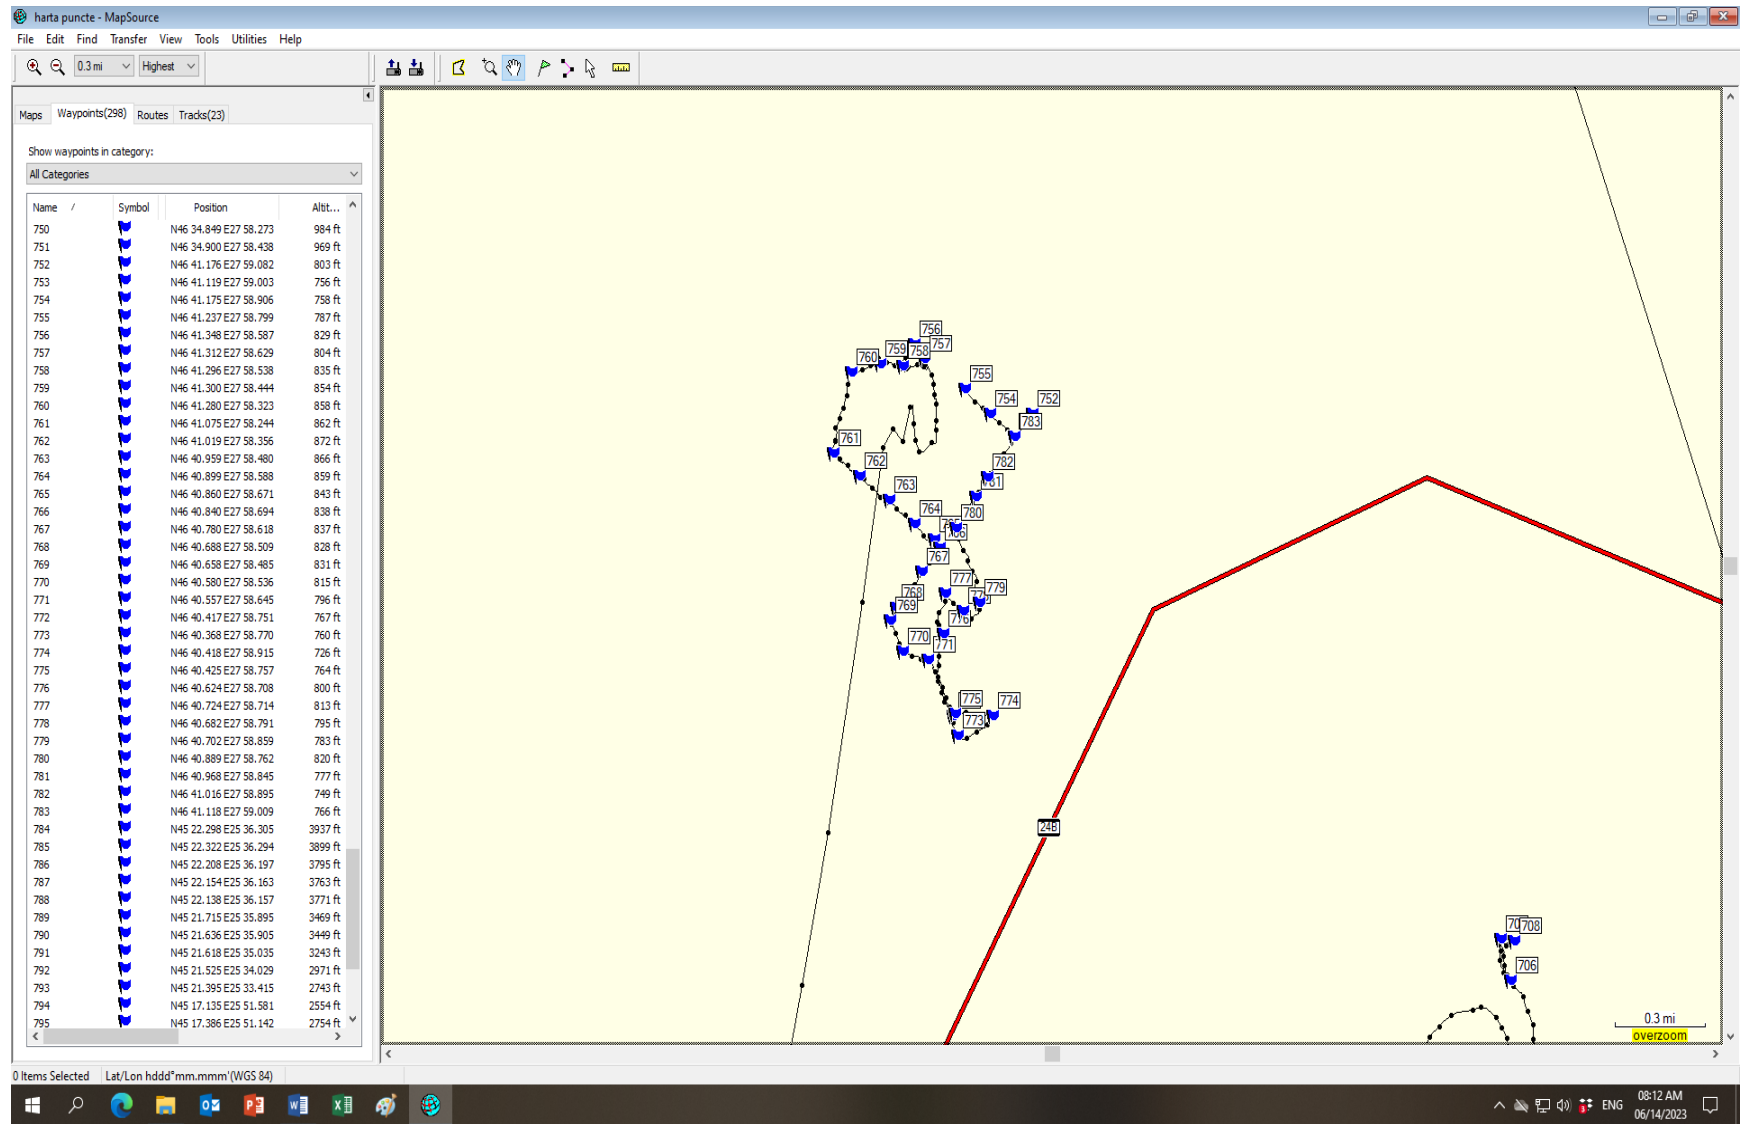 harta puncte - MapSource
File Edit Find Transfer View Tools Utilities Help
0.3 mi Highest
Maps Waypoints(298) Routes Tracks(23)
Show waypoints in category:
All Categories
Name / Symbol Position Altit...
750 N46 34.849 E27 58.273 984 ft
751 N46 34.900 E27 58.438 969 ft
752 N46 41.176 E27 59.082 803 ft
753 N46 41.119 E27 59.003 756 ft
754 N46 41.175 E27 58.906 758 ft
755 N46 41.237 E27 58.799 787 ft
756 N46 41.348 E27 58.587 829 ft
757 N46 41.312 E27 58.629 804 ft
758 N46 41.296 E27 58.538 835 ft
759 N46 41.300 E27 58.444 854 ft
760 N46 41.280 E27 58.323 858 ft
761 N46 41.075 E27 58.244 862 ft
762 N46 41.019 E27 58.356 872 ft
763 N46 40.959 E27 58.480 866 ft
764 N46 40.899 E27 58.588 859 ft
765 N46 40.860 E27 58.671 843 ft
766 N46 40.840 E27 58.694 838 ft
767 N46 40.780 E27 58.618 837 ft
768 N46 40.688 E27 58.509 828 ft
769 N46 40.658 E27 58.485 831 ft
770 N46 40.580 E27 58.536 815 ft
771 N46 40.557 E27 58.645 796 ft
772 N46 40.417 E27 58.751 767 ft
773 N46 40.368 E27 58.770 760 ft
774 N46 40.418 E27 58.915 726 ft
775 N46 40.425 E27 58.757 764 ft
776 N46 40.624 E27 58.708 800 ft
777 N46 40.724 E27 58.714 813 ft
778 N46 40.682 E27 58.791 795 ft
779 N46 40.702 E27 58.859 783 ft
780 N46 40.889 E27 58.762 820 ft
781 N46 40.968 E27 58.845 777 ft
782 N46 41.016 E27 58.895 749 ft
783 N46 41.118 E27 59.009 766 ft
784 N45 22.298 E25 36.305 3937 ft
785 N45 22.322 E25 36.294 3899 ft
786 N45 22.208 E25 36.197 3795 ft
787 N45 22.154 E25 36.163 3763 ft
788 N45 22.138 E25 36.157 3771 ft
789 N45 21.715 E25 35.895 3469 ft
790 N45 21.636 E25 35.905 3449 ft
791 N45 21.618 E25 35.035 3243 ft
792 N45 21.525 E25 34.029 2971 ft
793 N45 21.395 E25 33.415 2743 ft
794 N45 17.135 E25 51.581 2554 ft
795 N45 17.386 E25 51.142 2754 ft
756
757
758
759
760
755
754
752
783
761
762
782
781
763
764
780
766
767
777
779
768
769
776
770
771
775
774
773
24B
708
706
0.3 mi
overzoom
0 Items Selected Lat/Lon hddd°mm.mmm'(WGS 84)
ENG
08:12 AM
06/14/2023